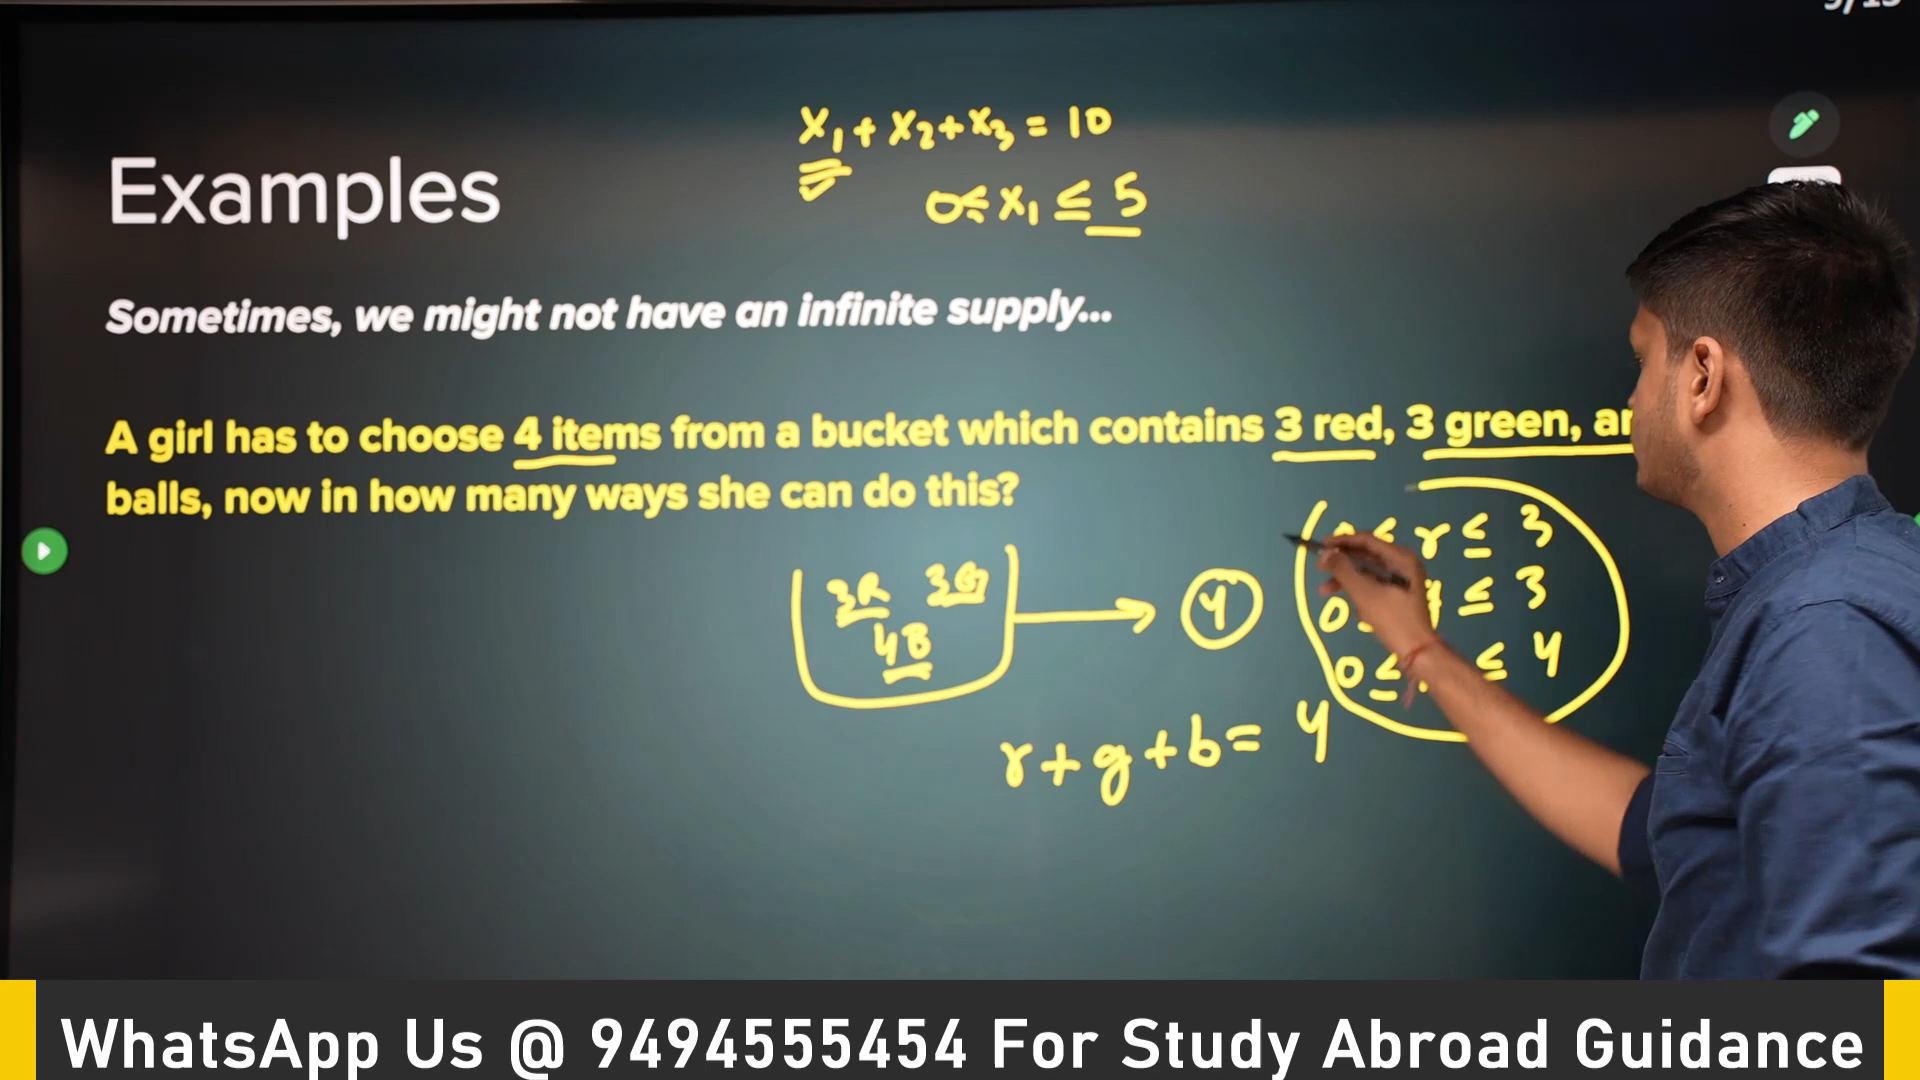 x₁ + x₂ + x₃ = 10
0 ≤ x₁ ≤ 5
Examples
Sometimes, we might not have an infinite supply...
A girl has to choose 4 items from a bucket which contains 3 red, 3 green,
balls, now in how many ways she can do this?
3R 3G
4B
4
≤ r ≤ 3
0 ≤ 3
0 ≤ ≤ 4
r + g + b = 4
WhatsApp Us @ 9494555454 For Study Abroad Guidance